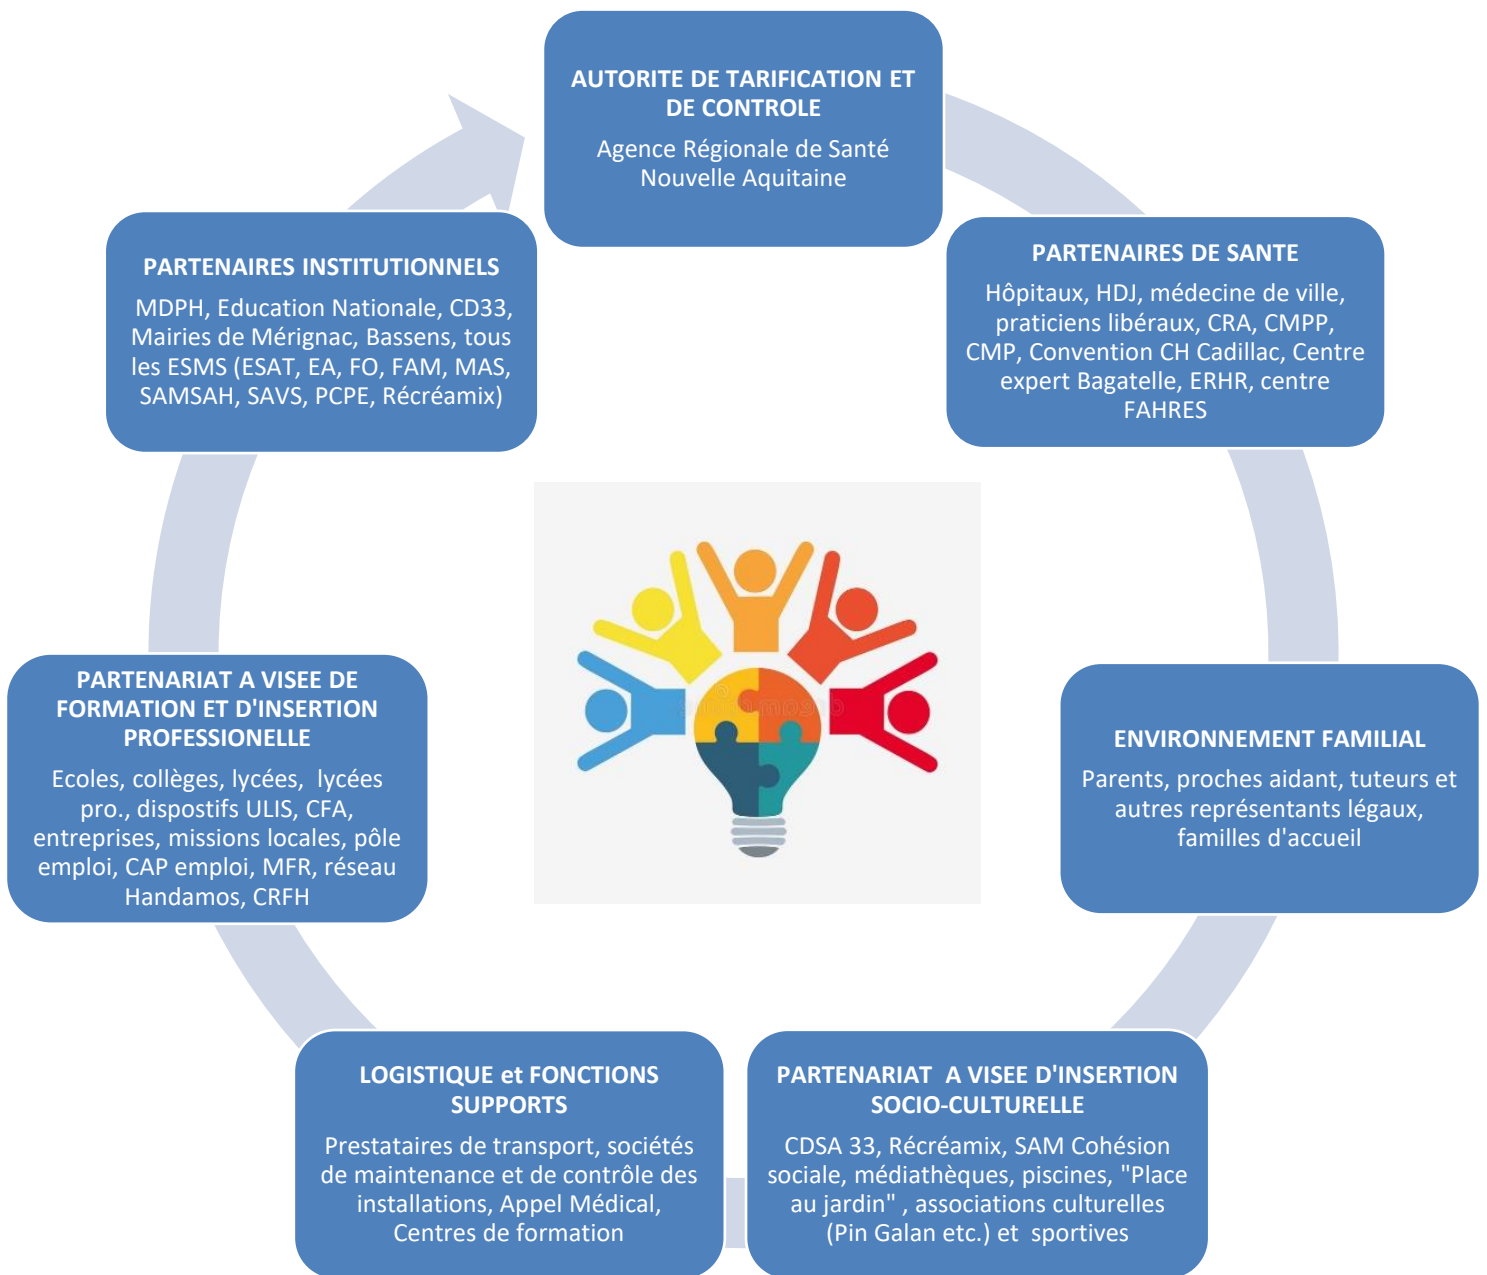 AUTORITE DE TARIFICATION ET
DE CONTROLE
Agence Régionale de Santé
Nouvelle Aquitaine
PARTENAIRES DE SANTE
Hôpitaux, HDJ, médecine de ville,
praticiens libéraux, CRA, CMPP,
CMP, Convention CH Cadillac, Centre
expert Bagatelle, ERHR, centre
FAHRES
ENVIRONNEMENT FAMILIAL
Parents, proches aidant, tuteurs et
autres représentants légaux,
familles d'accueil
PARTENARIAT  A VISEE D'INSERTION
SOCIO-CULTURELLE
CDSA 33, Récréamix, SAM Cohésion
sociale, médiathèques, piscines, "Place
au jardin" , associations culturelles
(Pin Galan etc.) et  sportives
LOGISTIQUE et FONCTIONS
SUPPORTS
Prestataires de transport, sociétés
de maintenance et de contrôle des
installations, Appel Médical,
Centres de formation
PARTENARIAT A VISEE DE
FORMATION ET D'INSERTION
PROFESSIONELLE
Ecoles, collèges, lycées,  lycées
pro., dispostifs ULIS, CFA,
entreprises, missions locales, pôle
emploi, CAP emploi, MFR, réseau
Handamos, CRFH
PARTENAIRES INSTITUTIONNELS
MDPH, Education Nationale, CD33,
Mairies de Mérignac, Bassens, tous
les ESMS (ESAT, EA, FO, FAM, MAS,
SAMSAH, SAVS, PCPE, Récréamix)